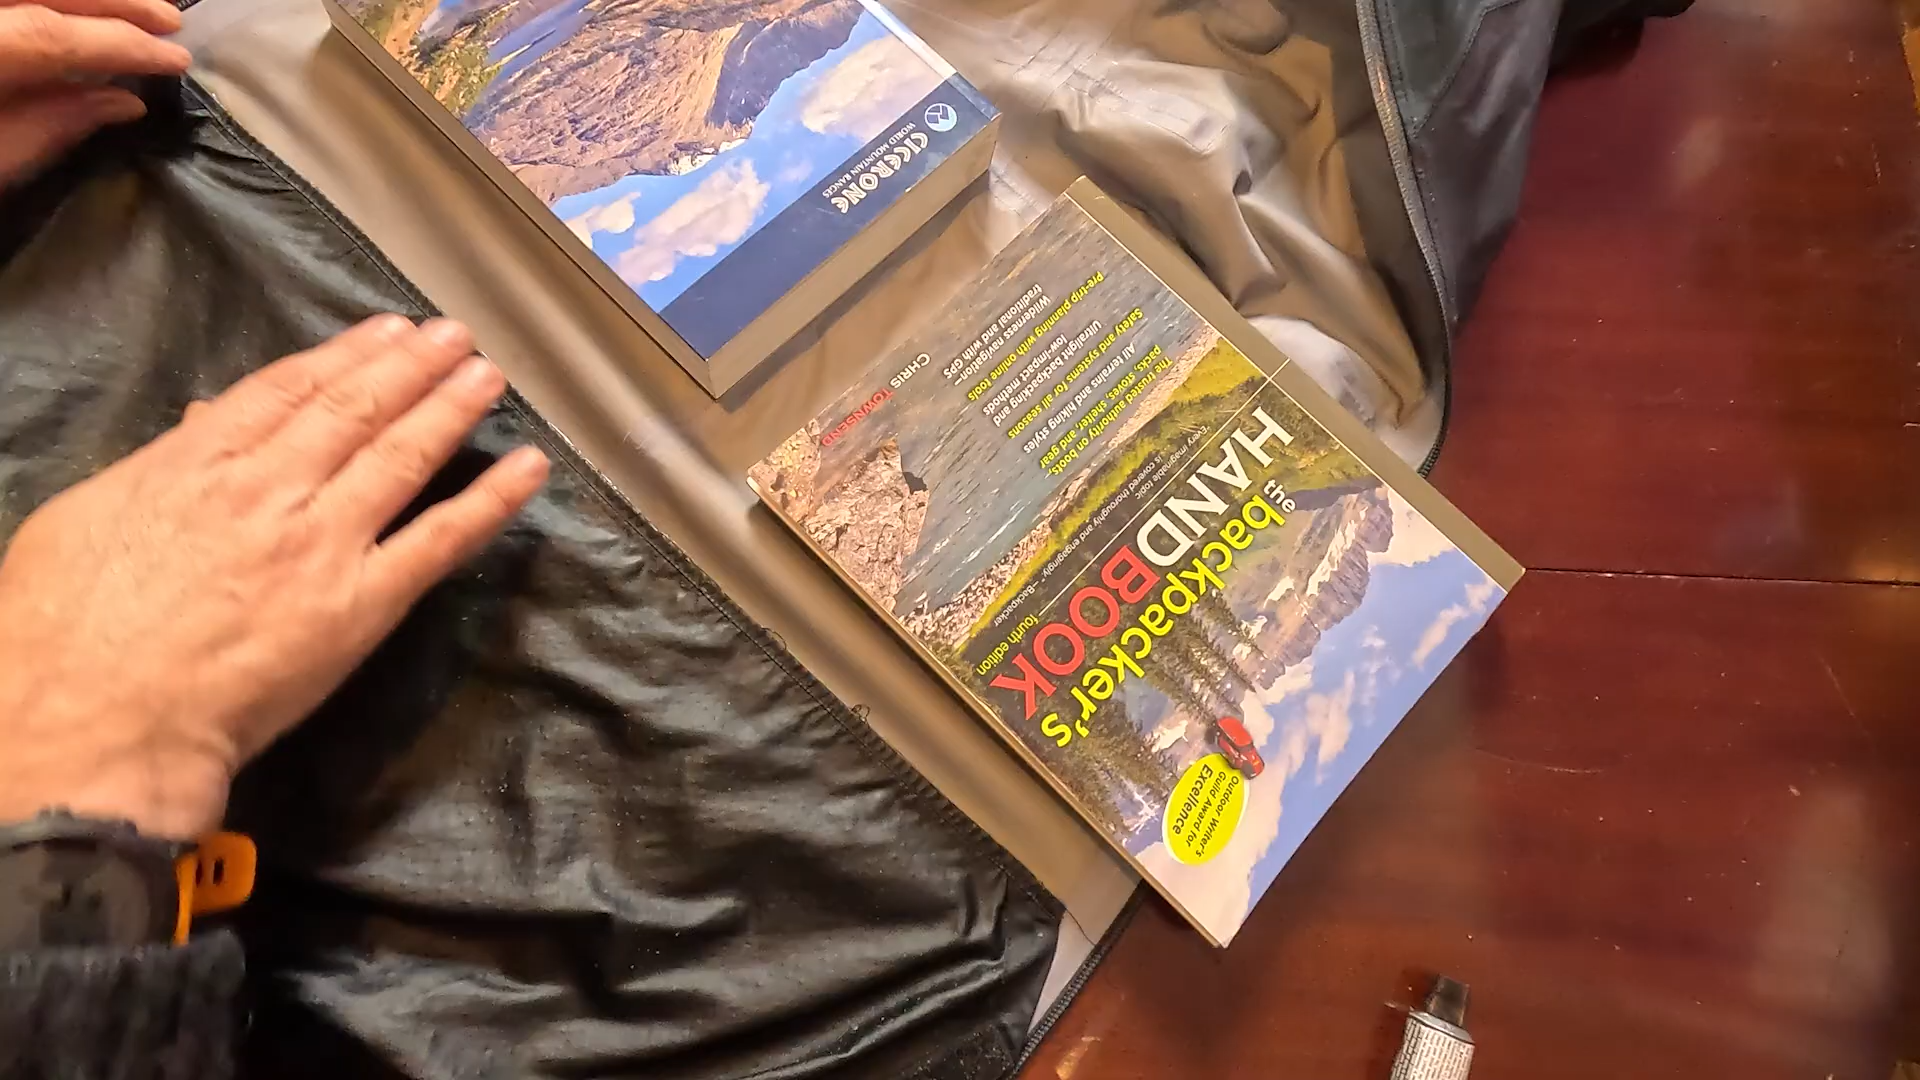 CICERONE
WORLD MOUNTAIN RANGES
the backpacker's
HANDBOOK
fourth edition
"Every imaginable topic
is covered thoroughly and engagingly." —Backpacker
The trusted authority on boots,
packs, stoves, shelter, and gear
All terrains and hiking styles
Safety and systems for all seasons
Ultralight backpacking and
low-impact methods
Pre-trip planning with online tools
Wilderness navigation—
traditional and with GPS
CHRIS TOWNSEND
Outdoor Writer's
Guild Award for
Excellence